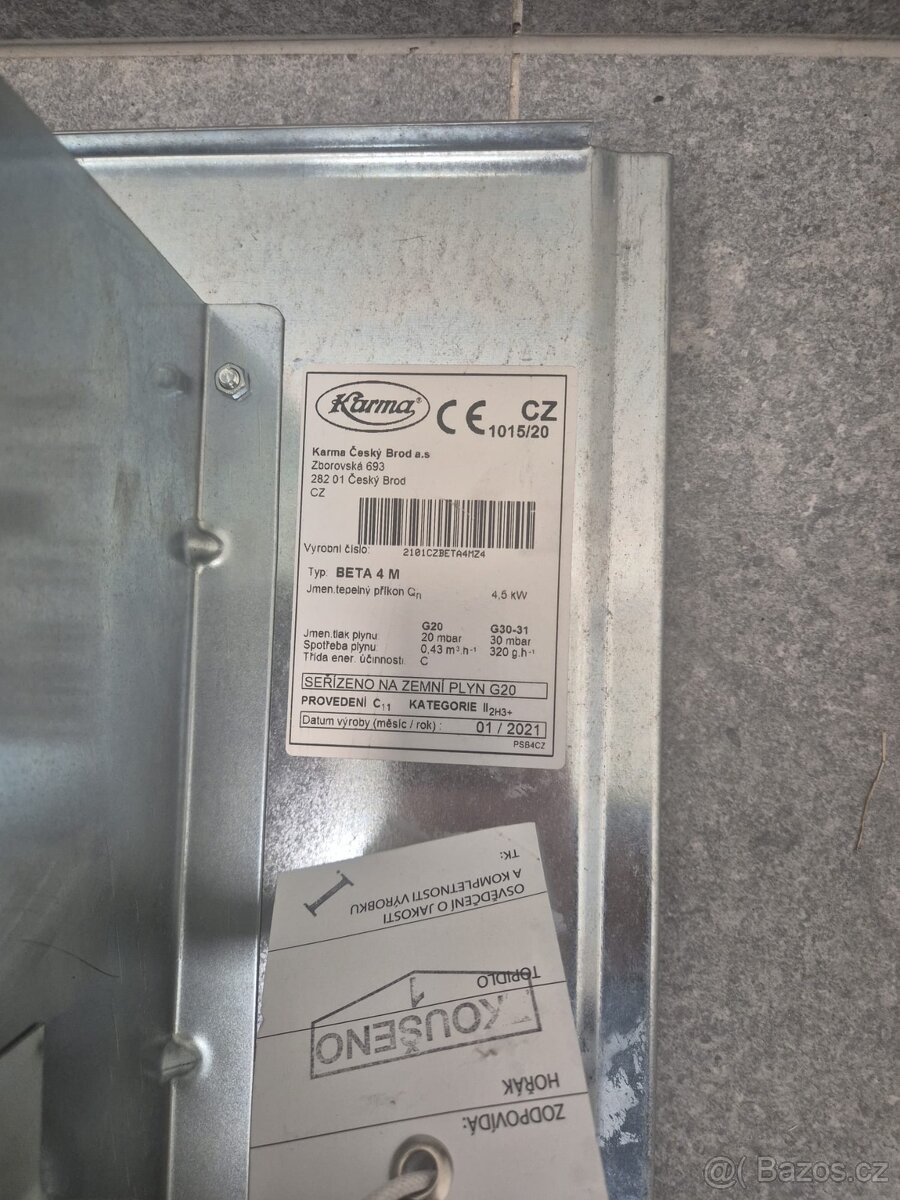 Karma®
CE
CZ
1015/20
Karma Český Brod a.s
Zborovská 693
282 01 Český Brod
CZ
Výrobní číslo: 2101CZBETA4MZ4
Typ: BETA 4 M
Jmen.tepelný příkon Qn 4,5 kW
G20 G30-31
Jmen.tlak plynu 20 mbar 30 mbar
Spotřeba plynu 0,43 m³.h⁻¹ 320 g.h⁻¹
Třída ener. účinnosti C
SEŘÍZENO NA ZEMNÍ PLYN G20
PROVEDENÍ C₁₁ KATEGORIE II₂H3+
Datum výroby (měsíc / rok) : 01 / 2021
PSB4CZ
ZODPOVÍDÁ:
HOŘÁK
KOUŠENO
1
TOPIDLO
OSVĚDČENÍ O JAKOSTI
A KOMPLETNOSTI VÝROBKU
TK:
@( Bazos.cz